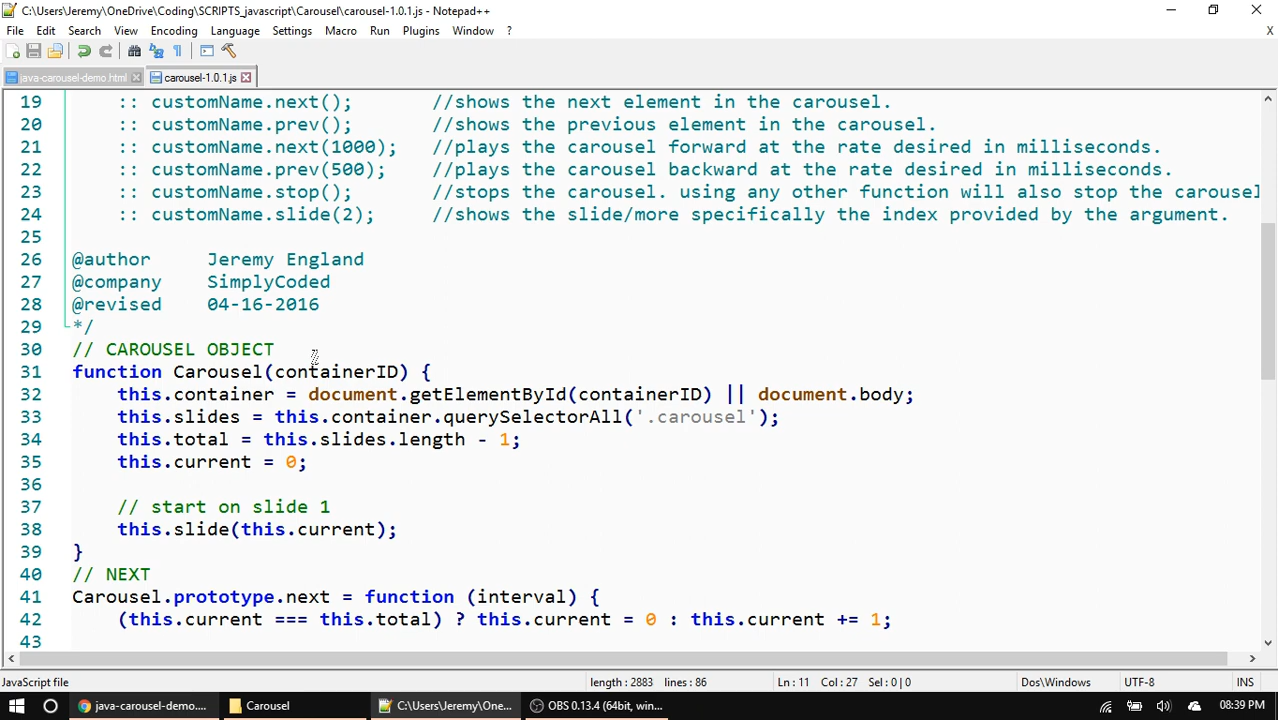 C:\Users\Jeremy\OneDrive\Coding\SCRIPTS_javascript\Carousel\carousel-1.0.1.js - Notepad++
File Edit Search View Encoding Language Settings Macro Run Plugins Window ? X
java-carousel-demo.html carousel-1.0.1.js
19 :: customName.next(); //shows the next element in the carousel.
20 :: customName.prev(); //shows the previous element in the carousel.
21 :: customName.next(1000); //plays the carousel forward at the rate desired in milliseconds.
22 :: customName.prev(500); //plays the carousel backward at the rate desired in milliseconds.
23 :: customName.stop(); //stops the carousel. using any other function will also stop the carousel
24 :: customName.slide(2); //shows the slide/more specifically the index provided by the argument.
25
26 @author Jeremy England
27 @company SimplyCoded
28 @revised 04-16-2016
29 */
30 // CAROUSEL OBJECT
31 function Carousel(containerID) {
32 this.container = document.getElementById(containerID) || document.body;
33 this.slides = this.container.querySelectorAll('.carousel');
34 this.total = this.slides.length - 1;
35 this.current = 0;
36
37 // start on slide 1
38 this.slide(this.current);
39 }
40 // NEXT
41 Carousel.prototype.next = function (interval) {
42 (this.current === this.total) ? this.current = 0 : this.current += 1;
43
JavaScript file length : 2883 lines : 86 Ln : 11 Col : 27 Sel : 0 | 0 Dos\Windows UTF-8 INS
java-carousel-demo.... Carousel C:\Users\Jeremy\One... OBS 0.13.4 (64bit, win... 08:39 PM